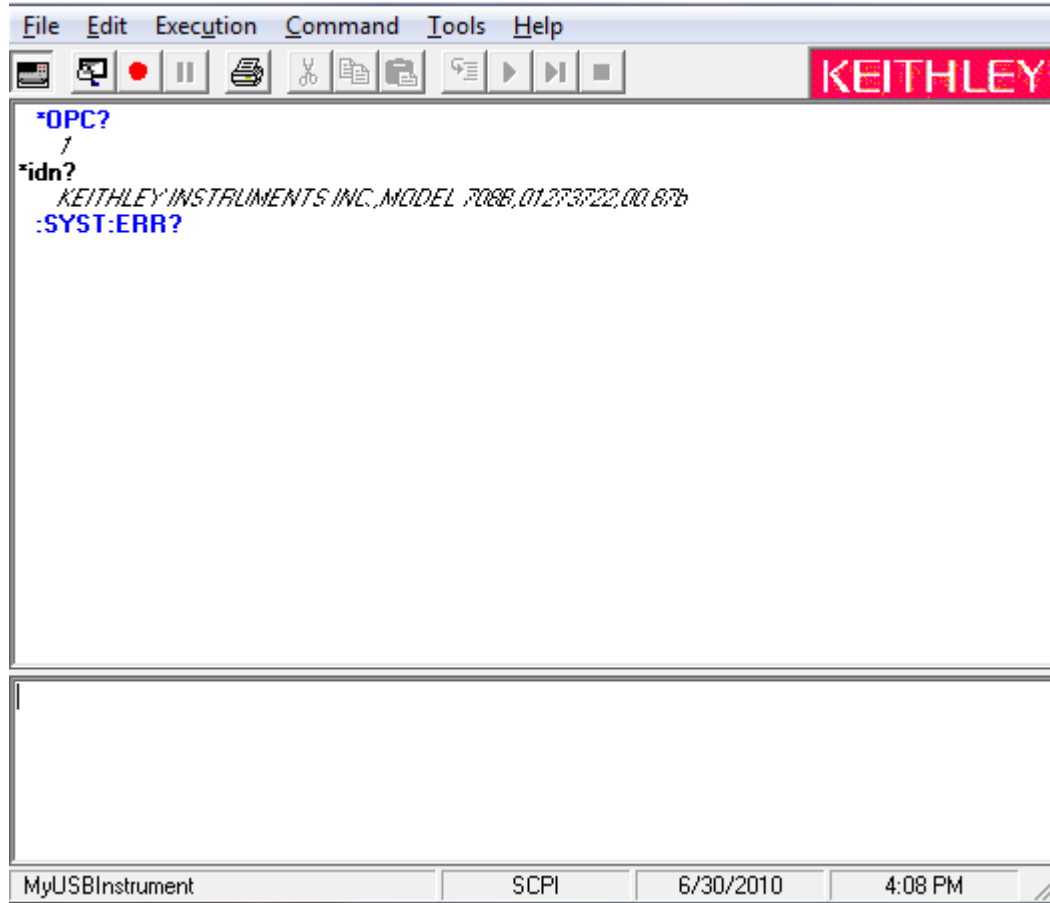 File Edit Execution Command Tools Help
KEITHLEY
*OPC?
1
*idn?
KEITHLEY INSTRUMENTS INC.,MODEL 708B,01273722,00.87b
:SYST:ERR?
MyUSBInstrument SCPI 6/30/2010 4:08 PM